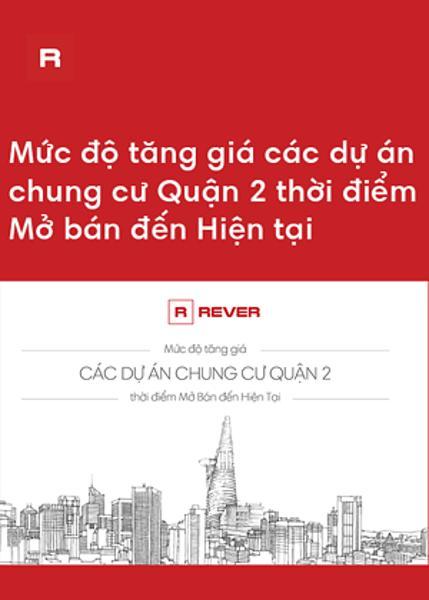 R
Mức độ tăng giá các dự án
chung cư Quận 2 thời điểm
Mở bán đến Hiện tại
R REVER
Mức độ tăng giá
CÁC DỰ ÁN CHUNG CƯ QUẬN 2
thời điểm Mở Bán đến Hiện Tại